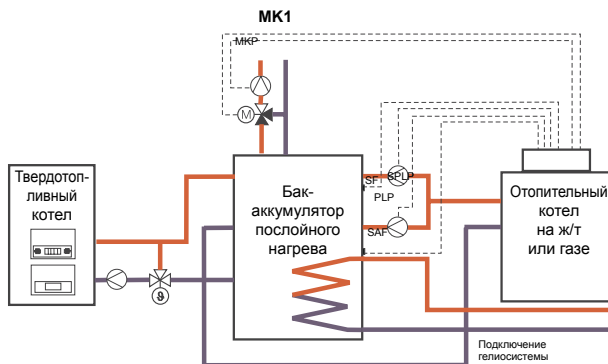 МК1
MKP
M
Твердотоп-
ливный
котел
Бак-
аккумулятор
послойного
нагрева
SF
SPLP
PLP
SAF
Отопительный
котел
на ж/т
или газе
ϑ
Подключение
гелиосистемы